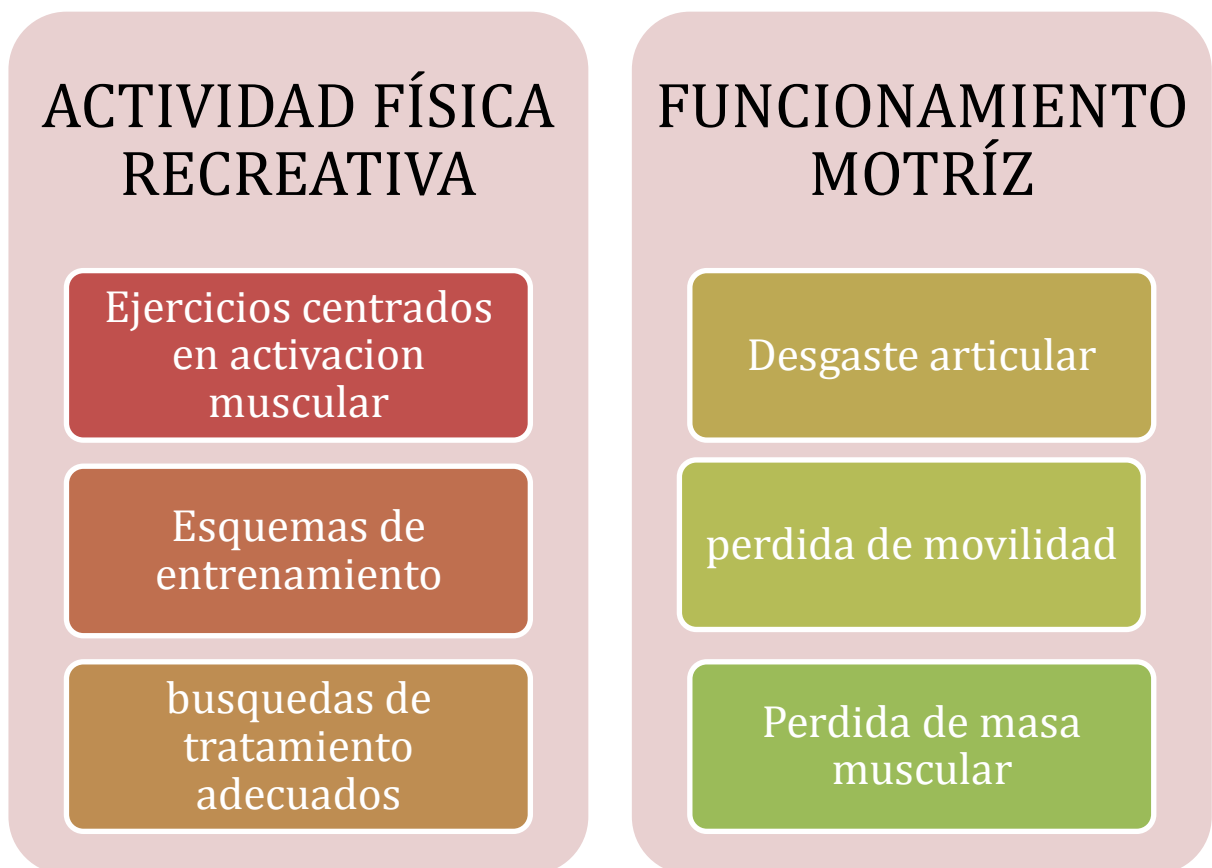 ACTIVIDAD FÍSICA
RECREATIVA
Ejercicios centrados
en activacion
muscular
Esquemas de
entrenamiento
busquedas de
tratamiento
adecuados
FUNCIONAMIENTO
MOTRÍZ
Desgaste articular
perdida de movilidad
Perdida de masa
muscular